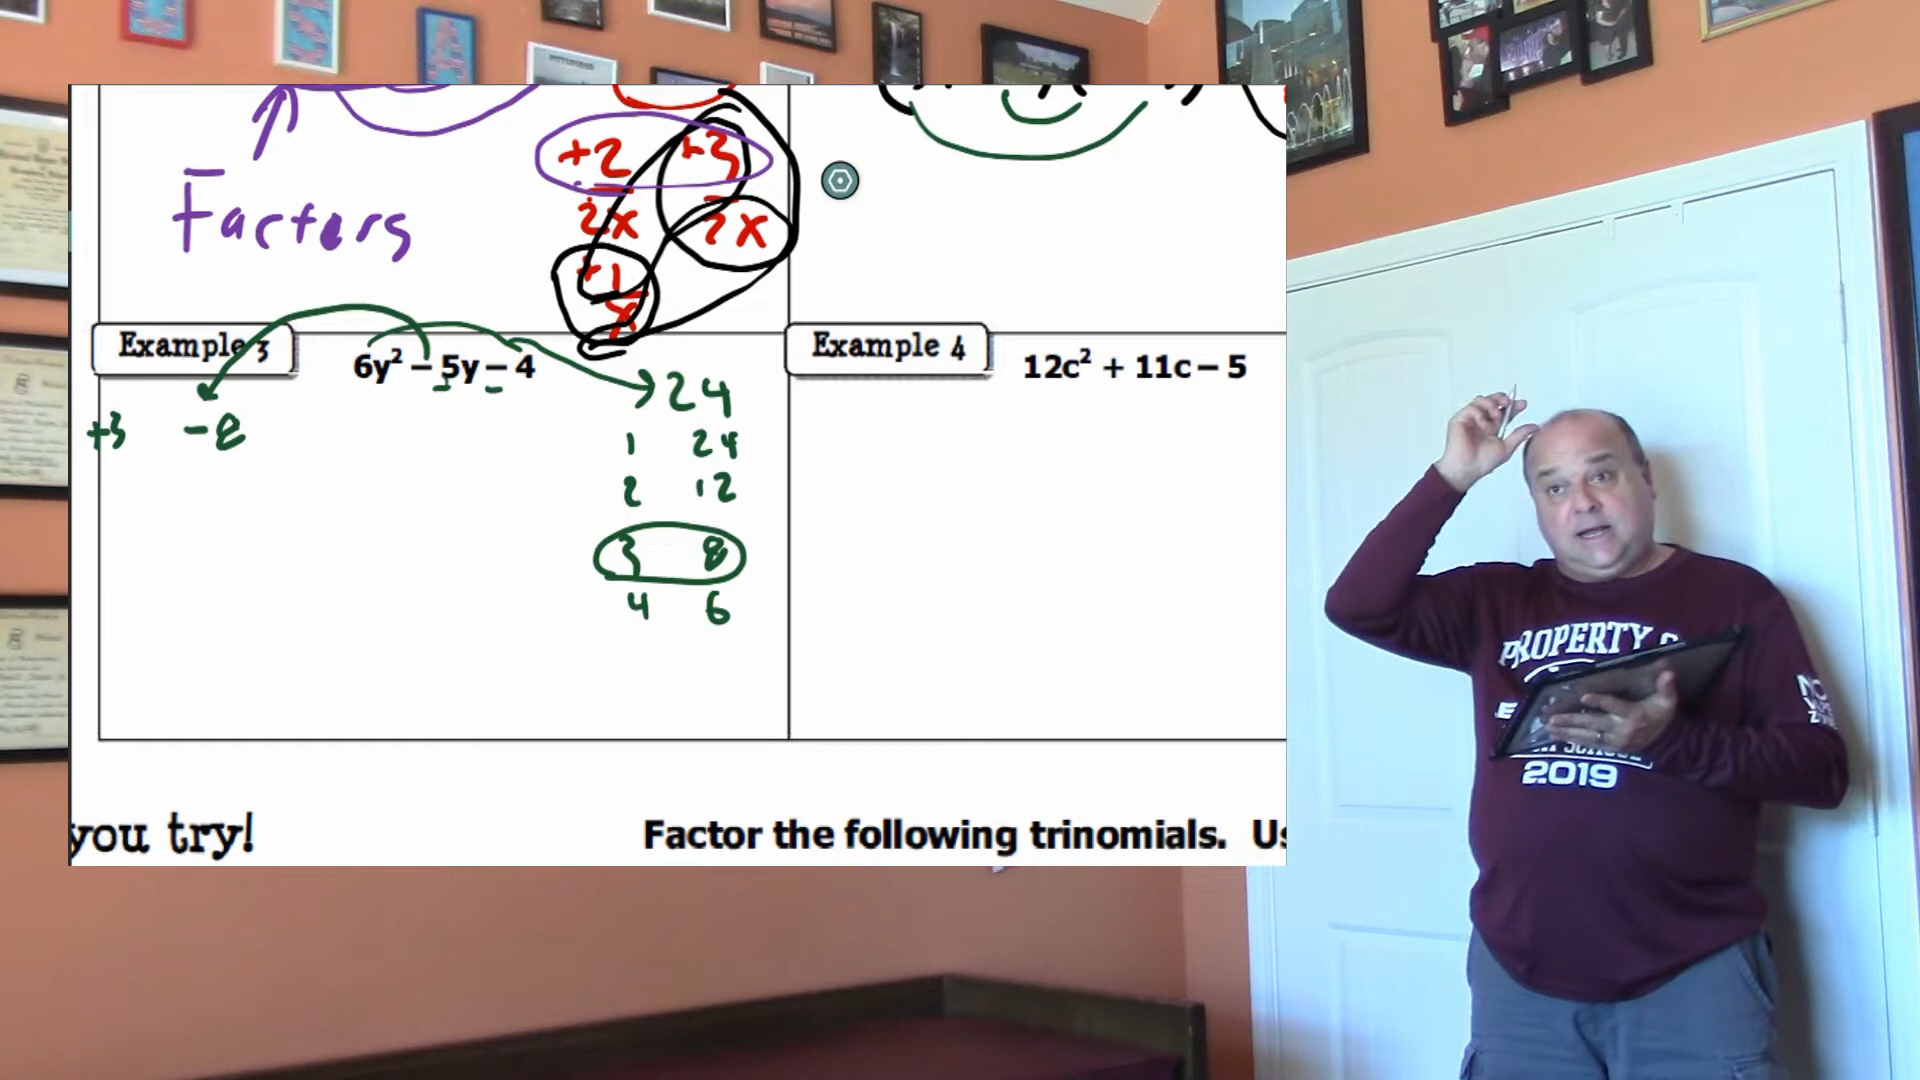 +2 +3
2x 2x
+1
x
Factors
Example 3
6y² – 5y – 4
24
+3 -8
1 24
2 12
3 8
4 6
Example 4
12c² + 11c – 5
you try!
Factor the following trinomials.
PROPERTY
2019